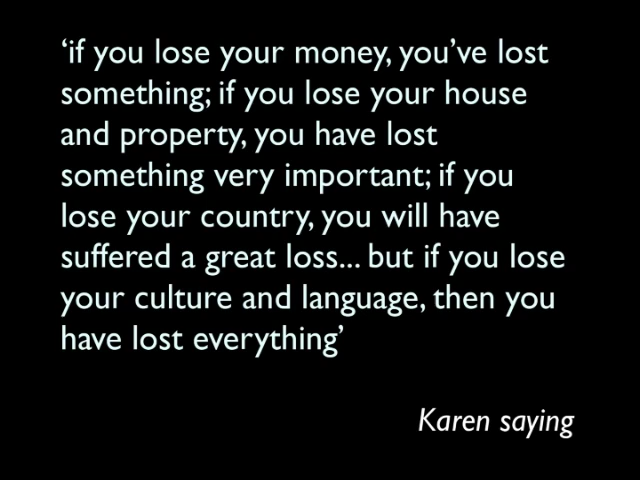 ‘if you lose your money, you’ve lost
something; if you lose your house
and property, you have lost
something very important; if you
lose your country, you will have
suffered a great loss... but if you lose
your culture and language, then you
have lost everything’
Karen saying